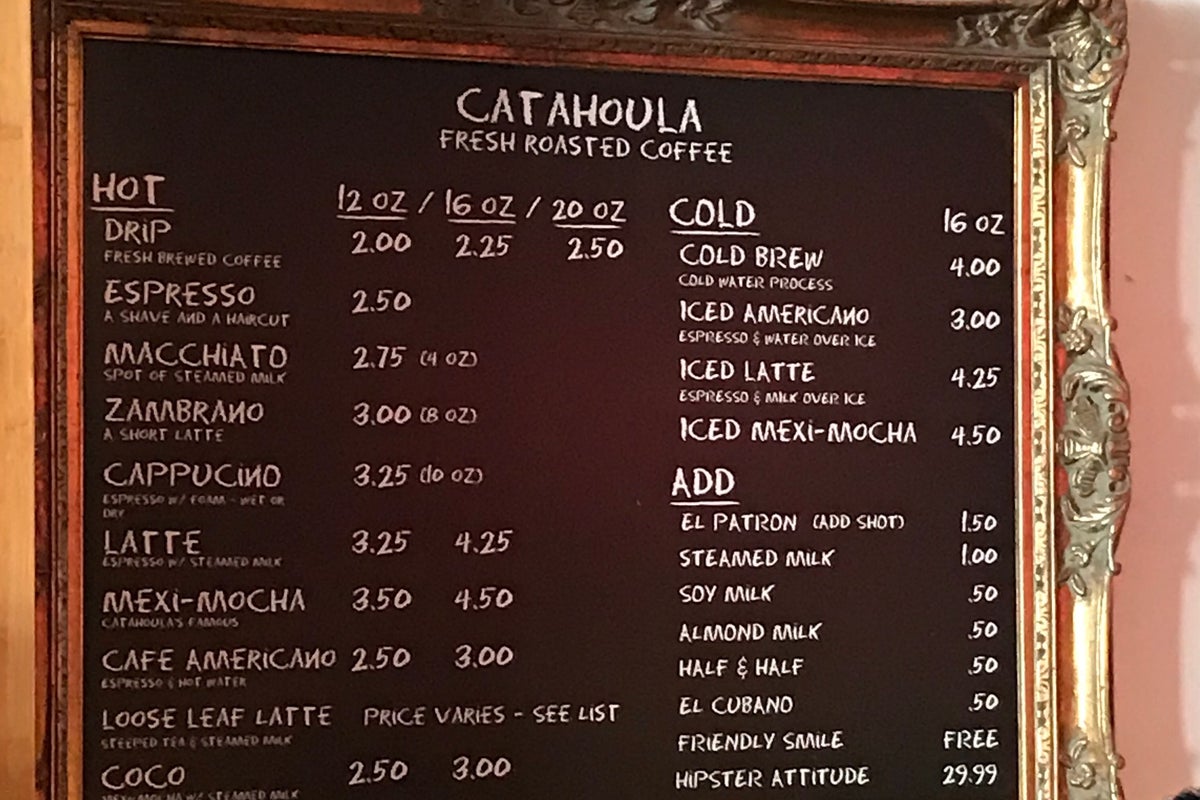 CATAHOULA
FRESH ROASTED COFFEE
HOT 12 OZ / 16 OZ / 20 OZ
DRIP 2.00 2.25 2.50
FRESH BREWED COFFEE
ESPRESSO 2.50
A SHAVE AND A HAIRCUT
MACCHIATO 2.75 (4 OZ)
SPOT OF STEAMED MILK
ZAMBRANO 3.00 (8 OZ)
A SHORT LATTE
CAPPUCINO 3.25 (10 OZ)
ESPRESSO W/ FOAM - WET OR
DRY
LATTE 3.25 4.25
ESPRESSO W/ STEAMED MILK
MEXI-MOCHA 3.50 4.50
CATAHOULA'S FAMOUS
CAFE AMERICANO 2.50 3.00
ESPRESSO & HOT WATER
LOOSE LEAF LATTE PRICE VARIES - SEE LIST
STEEPED TEA & STEAMED MILK
COCO 2.50 3.00
MEXI-MOCHA W/ STEAMED MILK
COLD 16 OZ
COLD BREW 4.00
COLD WATER PROCESS
ICED AMERICANO 3.00
ESPRESSO & WATER OVER ICE
ICED LATTE 4.25
ESPRESSO & MILK OVER ICE
ICED MEXI-MOCHA 4.50
ADD
EL PATRON (ADD SHOT) 1.50
STEAMED MILK 1.00
SOY MILK .50
ALMOND MILK .50
HALF & HALF .50
EL CUBANO .50
FRIENDLY SMILE FREE
HIPSTER ATTITUDE 29.99